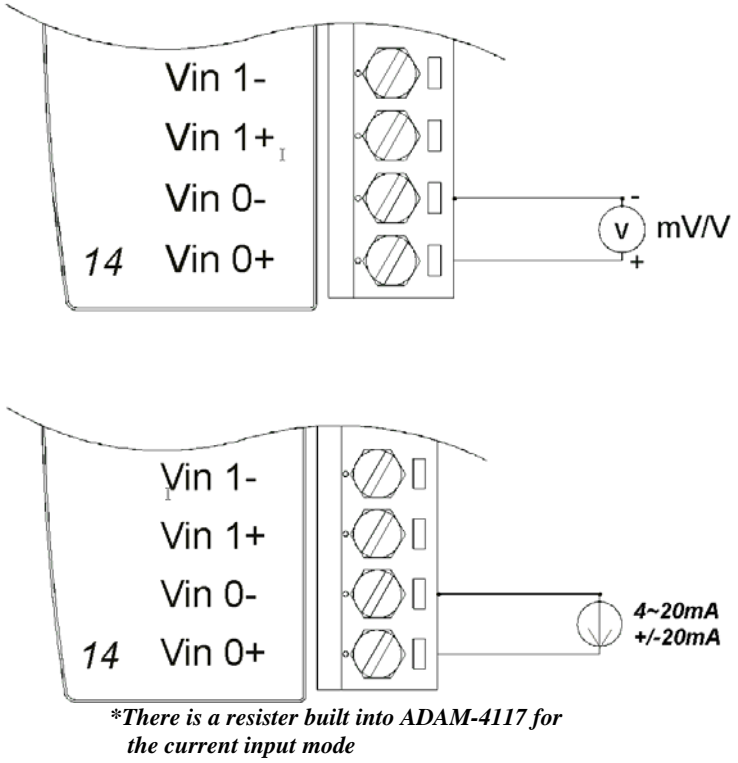 Vin 1-
Vin 1+
Vin 0-
14 Vin 0+
-
V mV/V
+
Vin 1-
Vin 1+
Vin 0-
14 Vin 0+
4~20mA
+/-20mA
*There is a resister built into ADAM-4117 for
the current input mode